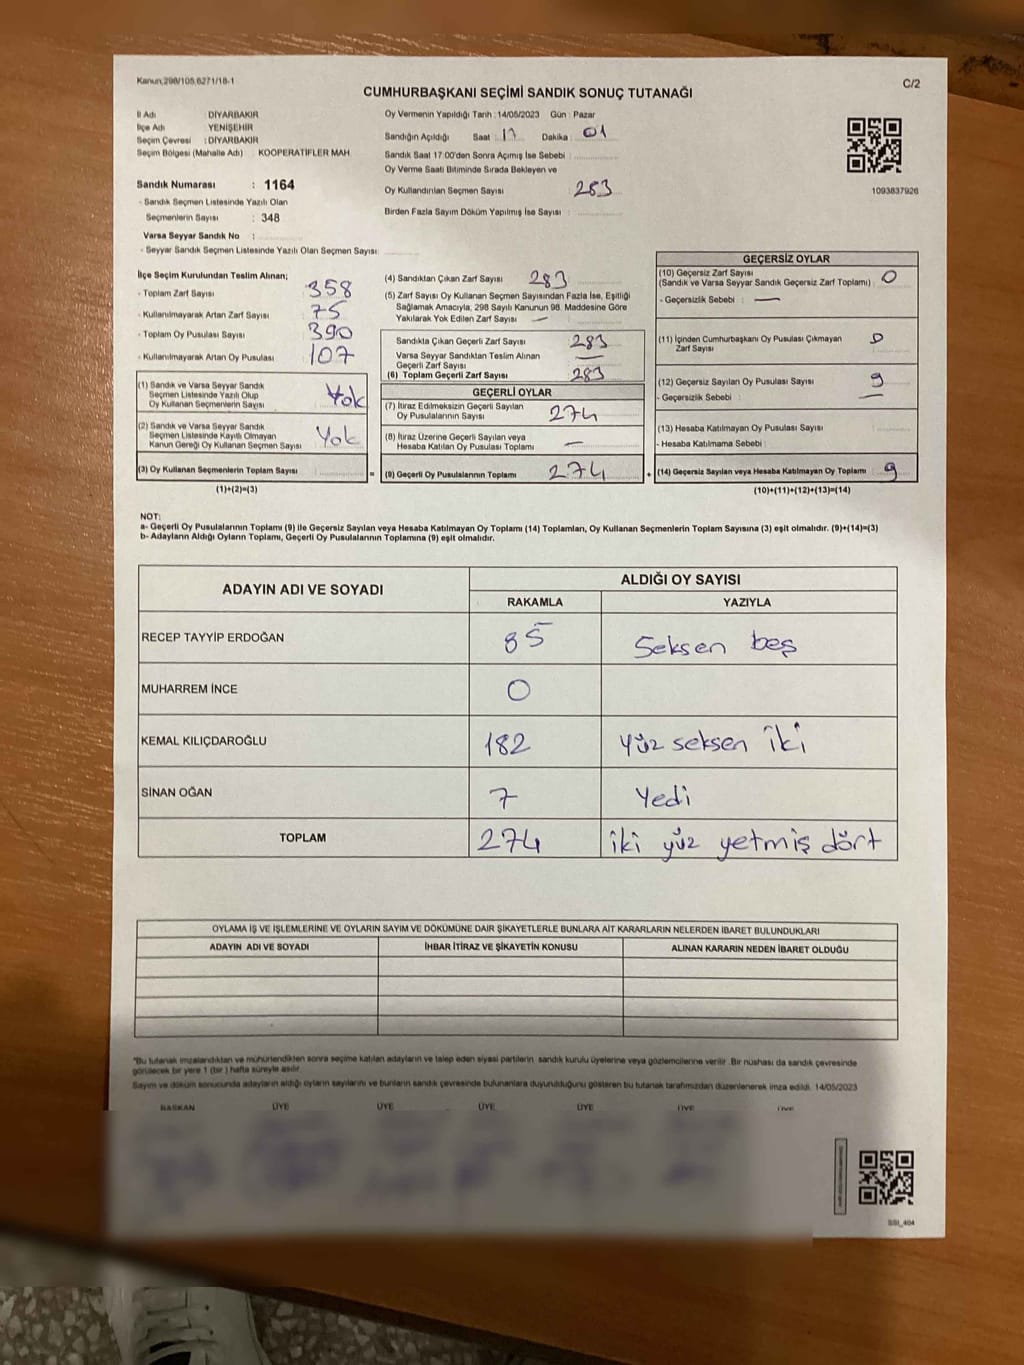 Kanun:298/105,6271/18-1
C/2
CUMHURBAŞKANI SEÇİMİ SANDIK SONUÇ TUTANAĞI
İl Adı DİYARBAKIR
İlçe Adı YENİŞEHİR
Seçim Çevresi : DİYARBAKIR
Seçim Bölgesi (Mahalle Adı) : KOOPERATİFLER MAH.
Sandık Numarası : 1164
- Sandık Seçmen Listesinde Yazılı Olan
Seçmenlerin Sayısı : 348
Varsa Seyyar Sandık No :
- Seyyar Sandık Seçmen Listesinde Yazılı Olan Seçmen Sayısı:
Oy Vermenin Yapıldığı Tarih : 14/05/2023 Gün : Pazar
Sandığın Açıldığı Saat : 17 Dakika : 01
Sandık Saat 17:00'den Sonra Açmış İse Sebebi :
Oy Verme Saati Bitiminde Sırada Bekleyen ve
Oy Kullandırılan Seçmen Sayısı : 283
Birden Fazla Sayım Döküm Yapılmış İse Sayısı :
1093837926
İlçe Seçim Kurulundan Teslim Alınan;
- Toplam Zarf Sayısı 358
- Kullanılmayarak Artan Zarf Sayısı : 75
- Toplam Oy Pusulası Sayısı : 390
- Kullanılmayarak Artan Oy Pusulası : 107
(1) Sandık ve Varsa Seyyar Sandık
Seçmen Listesinde Yazılı Olup
Oy Kullanan Seçmenlerin Sayısı Yok
(2) Sandık ve Varsa Seyyar Sandık
Seçmen Listesinde Kayıtlı Olmayan
Kanun Gereği Oy Kullanan Seçmen Sayısı Yok
(3) Oy Kullanan Seçmenlerin Toplam Sayısı =
(1)+(2)=(3)
(4) Sandıktan Çıkan Zarf Sayısı : 283
(5) Zarf Sayısı Oy Kullanan Seçmen Sayısından Fazla İse, Eşitliği
Sağlamak Amacıyla, 298 Sayılı Kanunun 98. Maddesine Göre
Yakılarak Yok Edilen Zarf Sayısı : —
Sandıkta Çıkan Geçerli Zarf Sayısı : 283
Varsa Seyyar Sandıktan Teslim Alınan
Geçerli Zarf Sayısı : —
(6) Toplam Geçerli Zarf Sayısı : 283
GEÇERLİ OYLAR
(7) İtiraz Edilmeksizin Geçerli Sayılan
Oy Pusulalarının Sayısı : 274
(8) İtiraz Üzerine Geçerli Sayılan veya
Hesaba Katılan Oy Pusulası Toplamı : —
(9) Geçerli Oy Pusulalarının Toplamı : 274 +
GEÇERSİZ OYLAR
(10) Geçersiz Zarf Sayısı
(Sandık ve Varsa Seyyar Sandık Geçersiz Zarf Toplamı) : 0
- Geçersizlik Sebebi : —
(11) İçinden Cumhurbaşkanı Oy Pusulası Çıkmayan
Zarf Sayısı : 0
(12) Geçersiz Sayılan Oy Pusulası Sayısı : 9
- Geçersizlik Sebebi : —
(13) Hesaba Katılmayan Oy Pusulası Sayısı :
- Hesaba Katılmama Sebebi :
(14) Geçersiz Sayılan veya Hesaba Katılmayan Oy Toplamı : 9
(10)+(11)+(12)+(13)=(14)
NOT:
a- Geçerli Oy Pusulalarının Toplamı (9) ile Geçersiz Sayılan veya Hesaba Katılmayan Oy Toplamı (14) Toplamları, Oy Kullanan Seçmenlerin Toplam Sayısına (3) eşit olmalıdır. (9)+(14)=(3)
b- Adayların Aldığı Oyların Toplamı, Geçerli Oy Pusulalarının Toplamına (9) eşit olmalıdır.
ADAYIN ADI VE SOYADI ALDIĞI OY SAYISI
RAKAMLA YAZIYLA
RECEP TAYYİP ERDOĞAN 85 Seksen beş
MUHARREM İNCE 0
KEMAL KILIÇDAROĞLU 182 yüz seksen iki
SİNAN OĞAN 7 Yedi
TOPLAM 274 iki yüz yetmiş dört
OYLAMA İŞ VE İŞLEMLERİNE VE OYLARIN SAYIM VE DÖKÜMÜNE DAİR ŞİKAYETLERLE BUNLARA AİT KARARLARIN NELERDEN İBARET BULUNDUKLARI
ADAYIN ADI VE SOYADI İHBAR İTİRAZ VE ŞİKAYETİN KONUSU ALINAN KARARIN NEDEN İBARET OLDUĞU
*Bu tutanak imzalandıktan ve mühürlendikten sonra seçime katılan adayların ve talep eden siyasi partilerin sandık kurulu üyelerine veya gözlemcilerine verilir. Bir nüshası da sandık çevresinde
görülecek bir yere 1 (bir) hafta süreyle asılır.
Sayım ve döküm sonucunda adayların aldığı oyların sayılarını ve bunların sandık çevresinde bulunanlara duyurulduğunu gösteren bu tutanak tarafımızdan düzenlenerek imza edildi. 14/05/2023
BAŞKAN ÜYE ÜYE ÜYE ÜYE ÜYE ÜYE
SSI_404